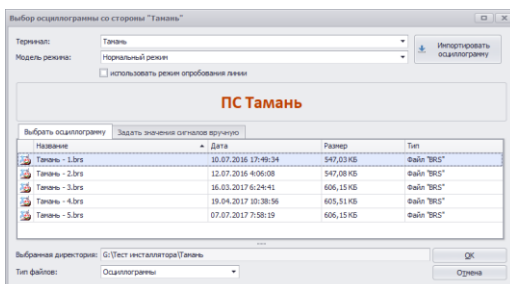 Выбор осциллограммы со стороны "Тамань"
Терминал: Тамань
Импортировать осциллограмму
Модель режима: Нормальный режим
использовать режим опробования линии
ПС Тамань
Выбрать осциллограмму Задать значения сигналов вручную
Название Дата Размер Тип
Тамань - 1.brs 10.07.2016 17:49:34 547,03 КБ Файл "BRS"
Тамань - 2.brs 12.07.2016 4:06:08 547,08 КБ Файл "BRS"
Тамань - 3.brs 16.03.2017 6:24:41 606,15 КБ Файл "BRS"
Тамань - 4.brs 19.04.2017 10:38:56 605,51 КБ Файл "BRS"
Тамань - 5.brs 07.07.2017 7:58:19 606,15 КБ Файл "BRS"
Выбранная директория: G:\Тест инсталлятора\Тамань OK
Тип файлов: Осциллограммы Отмена